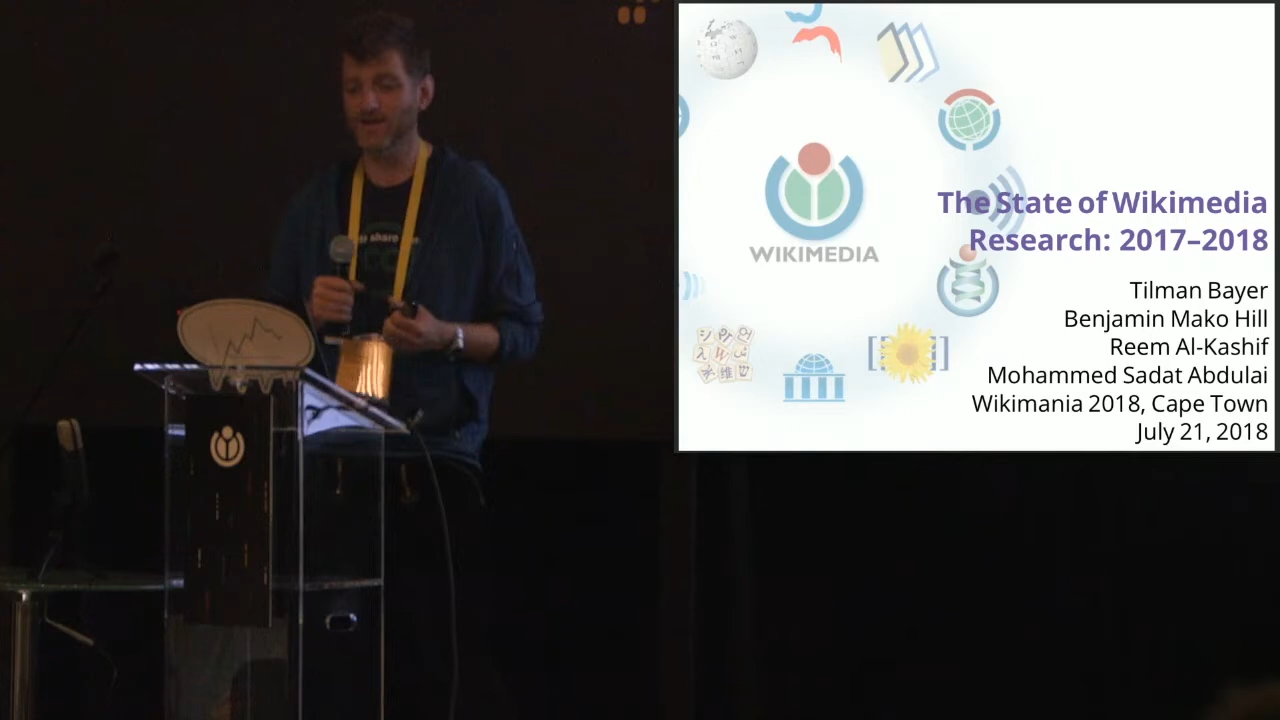 The State of Wikimedia
Research: 2017–2018
WIKIMEDIA
Tilman Bayer
Benjamin Mako Hill
Reem Al-Kashif
Mohammed Sadat Abdulai
Wikimania 2018, Cape Town
July 21, 2018
share